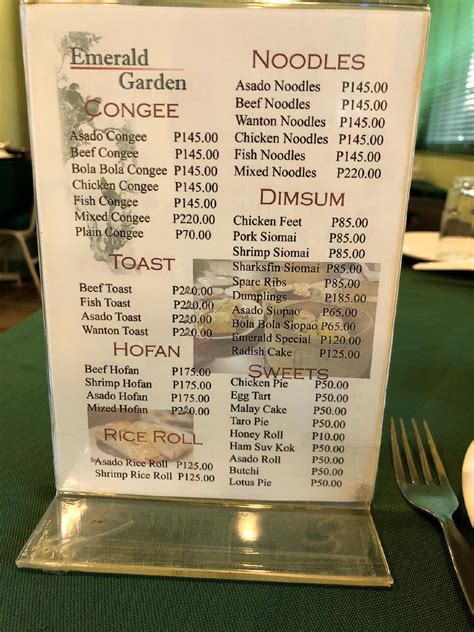 Emerald
Garden
CONGEE
Asado Congee P145.00
Beef Congee P145.00
Bola Bola Congee P145.00
Chicken Congee P145.00
Fish Congee P145.00
Mixed Congee P220.00
Plain Congee P70.00
TOAST
Beef Toast P220.00
Fish Toast P220.00
Asado Toast P220.00
Wanton Toast P220.00
HOFAN
Beef Hofan P175.00
Shrimp Hofan P175.00
Asado Hofan P175.00
Mized Hofan P220.00
RICE ROLL
Asado Rice Roll P125.00
Shrimp Rice Roll P125.00
NOODLES
Asado Noodles P145.00
Beef Noodles P145.00
Wanton Noodles P145.00
Chicken Noodles P145.00
Fish Noodles P145.00
Mixed Noodles P220.00
DIMSUM
Chicken Feet P85.00
Pork Siomai P85.00
Shrimp Siomai P85.00
Sharksfin Siomai P85.00
Spare Ribs P85.00
Dumplings P185.00
Asado Siopao P65.00
Bola Bola Siopao P65.00
Emerald Special P120.00
Radish Cake P125.00
SWEETS
Chicken Pie P50.00
Egg Tart P50.00
Malay Cake P50.00
Taro Pie P50.00
Honey Roll P10.00
Ham Suv Kok P50.00
Asado Roll P50.00
Butchi P50.00
Lotus Pie P50.00